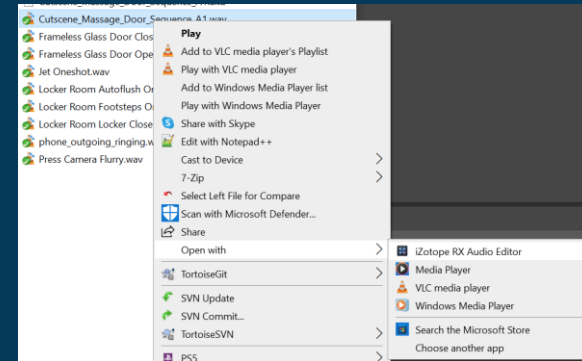 Cutscene_Massage_Door_Sequence_A1.wav
Frameless Glass Door Clos
Frameless Glass Door Ope
Jet Oneshot.wav
Locker Room Autoflush On
Locker Room Footsteps O
Locker Room Locker Close
phone_outgoing_ringing.w
Press Camera Flurry.wav
Play
Add to VLC media player's Playlist
Play with VLC media player
Add to Windows Media Player list
Play with Windows Media Player
Share with Skype
Edit with Notepad++
Cast to Device
7-Zip
Select Left File for Compare
Scan with Microsoft Defender...
Share
Open with
TortoiseGit
SVN Update
SVN Commit...
TortoiseSVN
PS5
iZotope RX Audio Editor
Media Player
VLC media player
Windows Media Player
Search the Microsoft Store
Choose another app